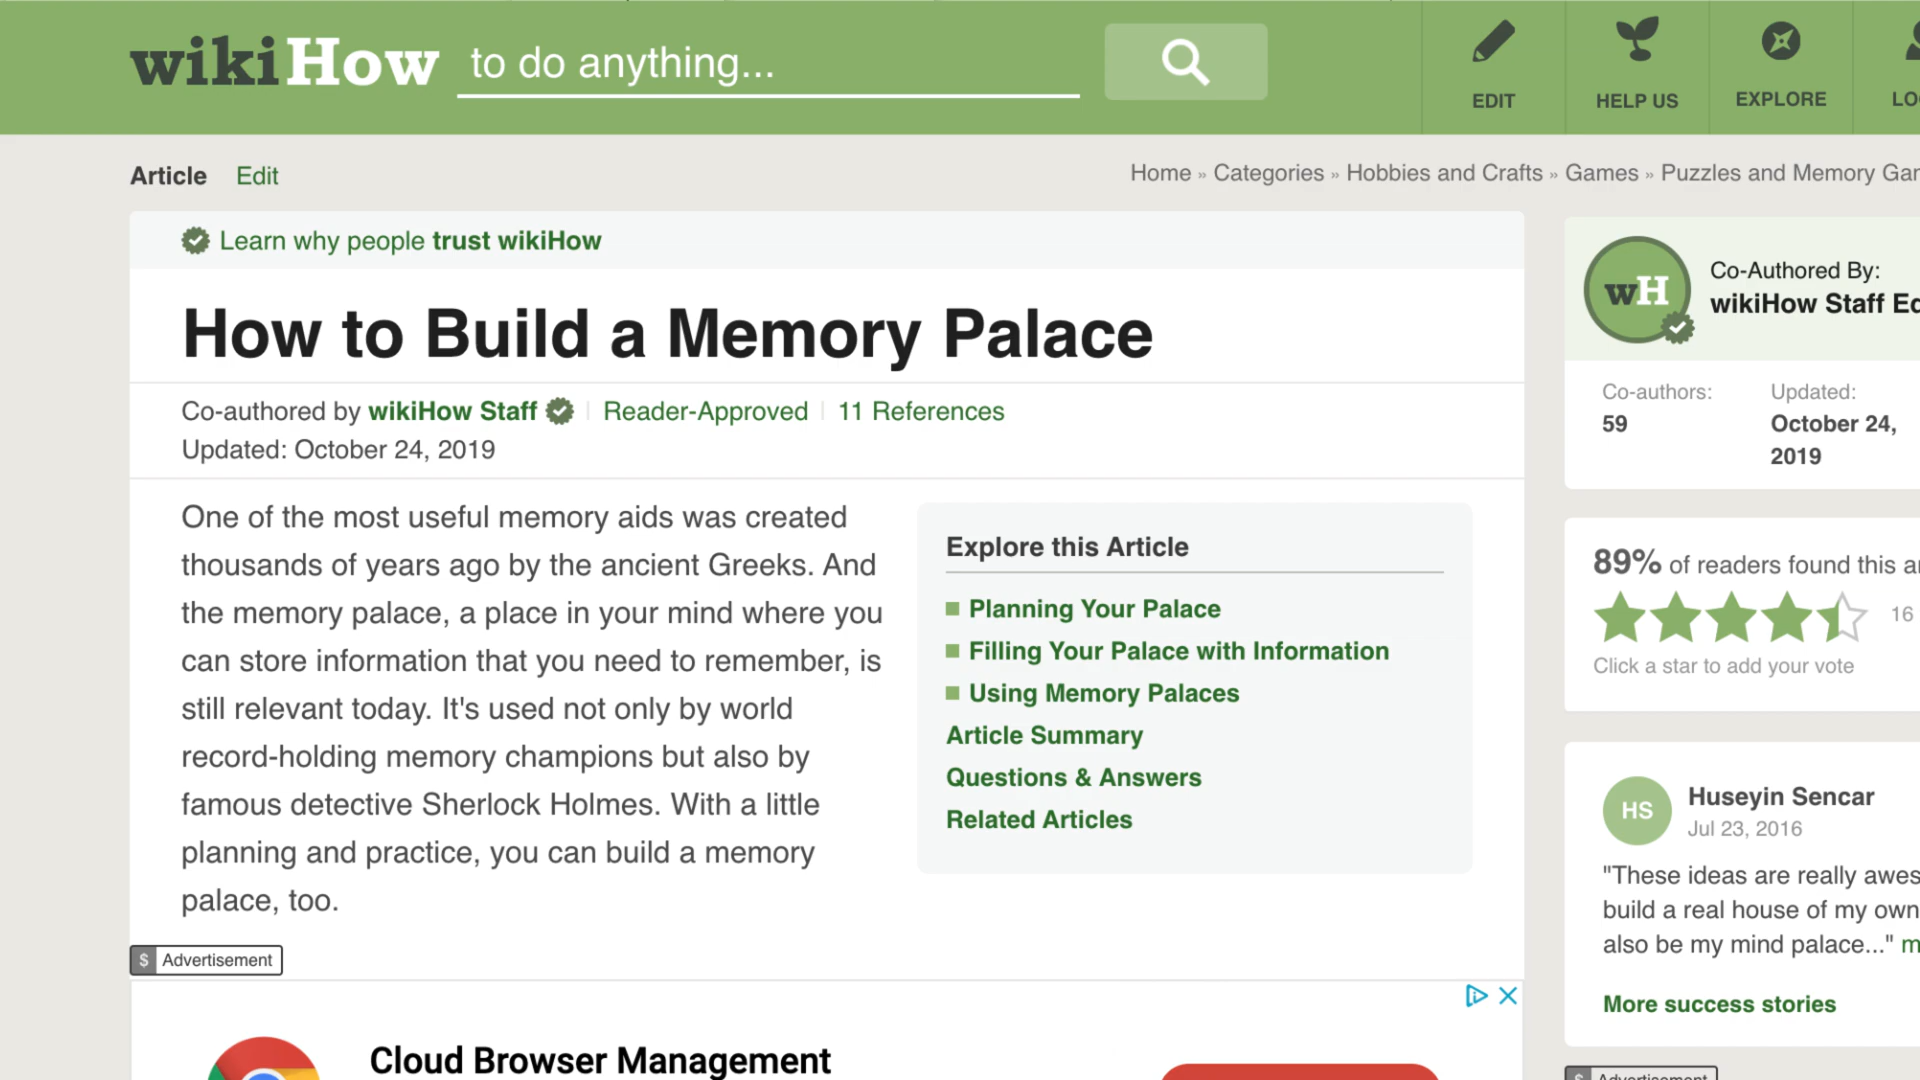 wikiHow to do anything...
EDIT
HELP US
EXPLORE
Article Edit
Home » Categories » Hobbies and Crafts » Games » Puzzles and Memory
Learn why people trust wikiHow
How to Build a Memory Palace
Co-authored by wikiHow Staff
Reader-Approved
11 References
Updated: October 24, 2019
One of the most useful memory aids was created
thousands of years ago by the ancient Greeks. And
the memory palace, a place in your mind where you
can store information that you need to remember, is
still relevant today. It's used not only by world
record-holding memory champions but also by
famous detective Sherlock Holmes. With a little
planning and practice, you can build a memory
palace, too.
Explore this Article
Planning Your Palace
Filling Your Palace with Information
Using Memory Palaces
Article Summary
Questions & Answers
Related Articles
$ Advertisement
Cloud Browser Management
wH
Co-Authored By:
wikiHow Staff
Co-authors:
59
Updated:
October 24,
2019
89% of readers found this
16
Click a star to add your vote
HS
Huseyin Sencar
Jul 23, 2016
"These ideas are really
build a real house of my own
also be my mind palace..."
More success stories
$ Advertisement